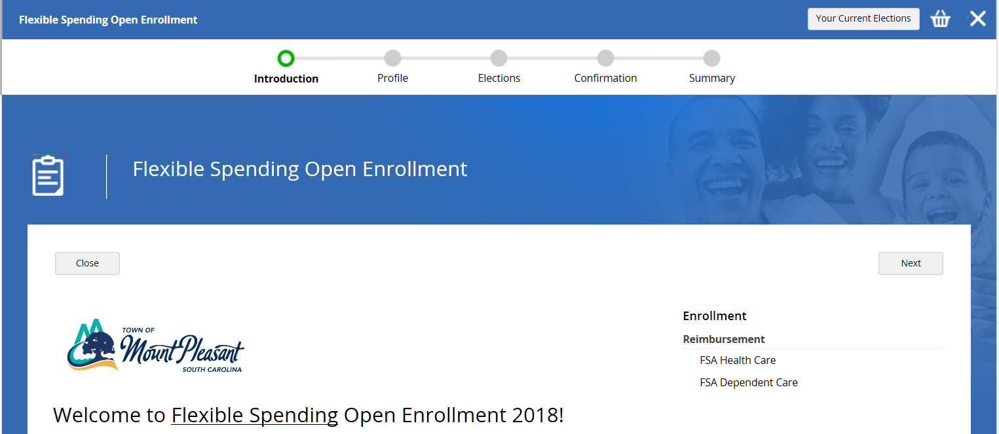 Flexible Spending Open Enrollment
Your Current Elections
Introduction
Profile
Elections
Confirmation
Summary
Flexible Spending Open Enrollment
Close
Next
TOWN OF
Mount Pleasant
SOUTH CAROLINA
Enrollment
Reimbursement
FSA Health Care
FSA Dependent Care
Welcome to Flexible Spending Open Enrollment 2018!